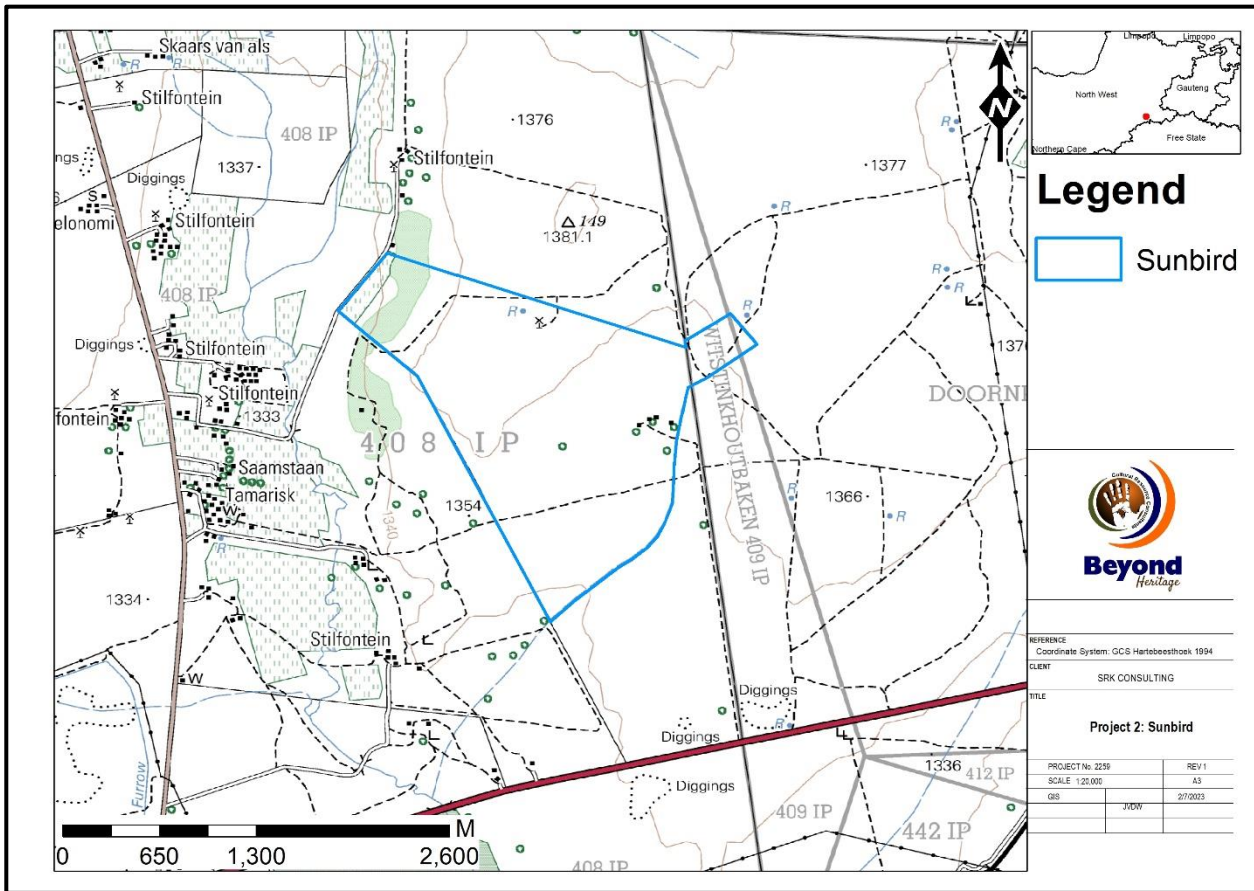 Skaars van als
R
R
Stilfontein
408 IP
1376
1377
R
R
Diggings
1337
Stilfontein
S
Stilfontein
149
1381.1
R
408 IP
R
R
R
R
Diggings
Stilfontein
Stilfontein
1333
WITSTINKHOUTBAKEN 409 IP
408 IP
Saamstaan
Tamarisk
W
R
1354
1340
1366
R
R
1334
Stilfontein
W
Diggings
Diggings
R
Diggings
1336
412 IP
409 IP
442 IP
408 IP
Furrow
M
0
650
1,300
2,600
N
Limpopo
Limpopo
North West
Gauteng
Free State
Northern Cape
Legend
Sunbird
Beyond
Heritage
REFERENCE
Coordinate System: GCS Hartebeesthoek 1994
CLIENT
SRK CONSULTING
TITLE
Project 2: Sunbird
PROJECT No. 2259
REV 1
SCALE 1:20,000
A3
GIS
JVDW
2/7/2023